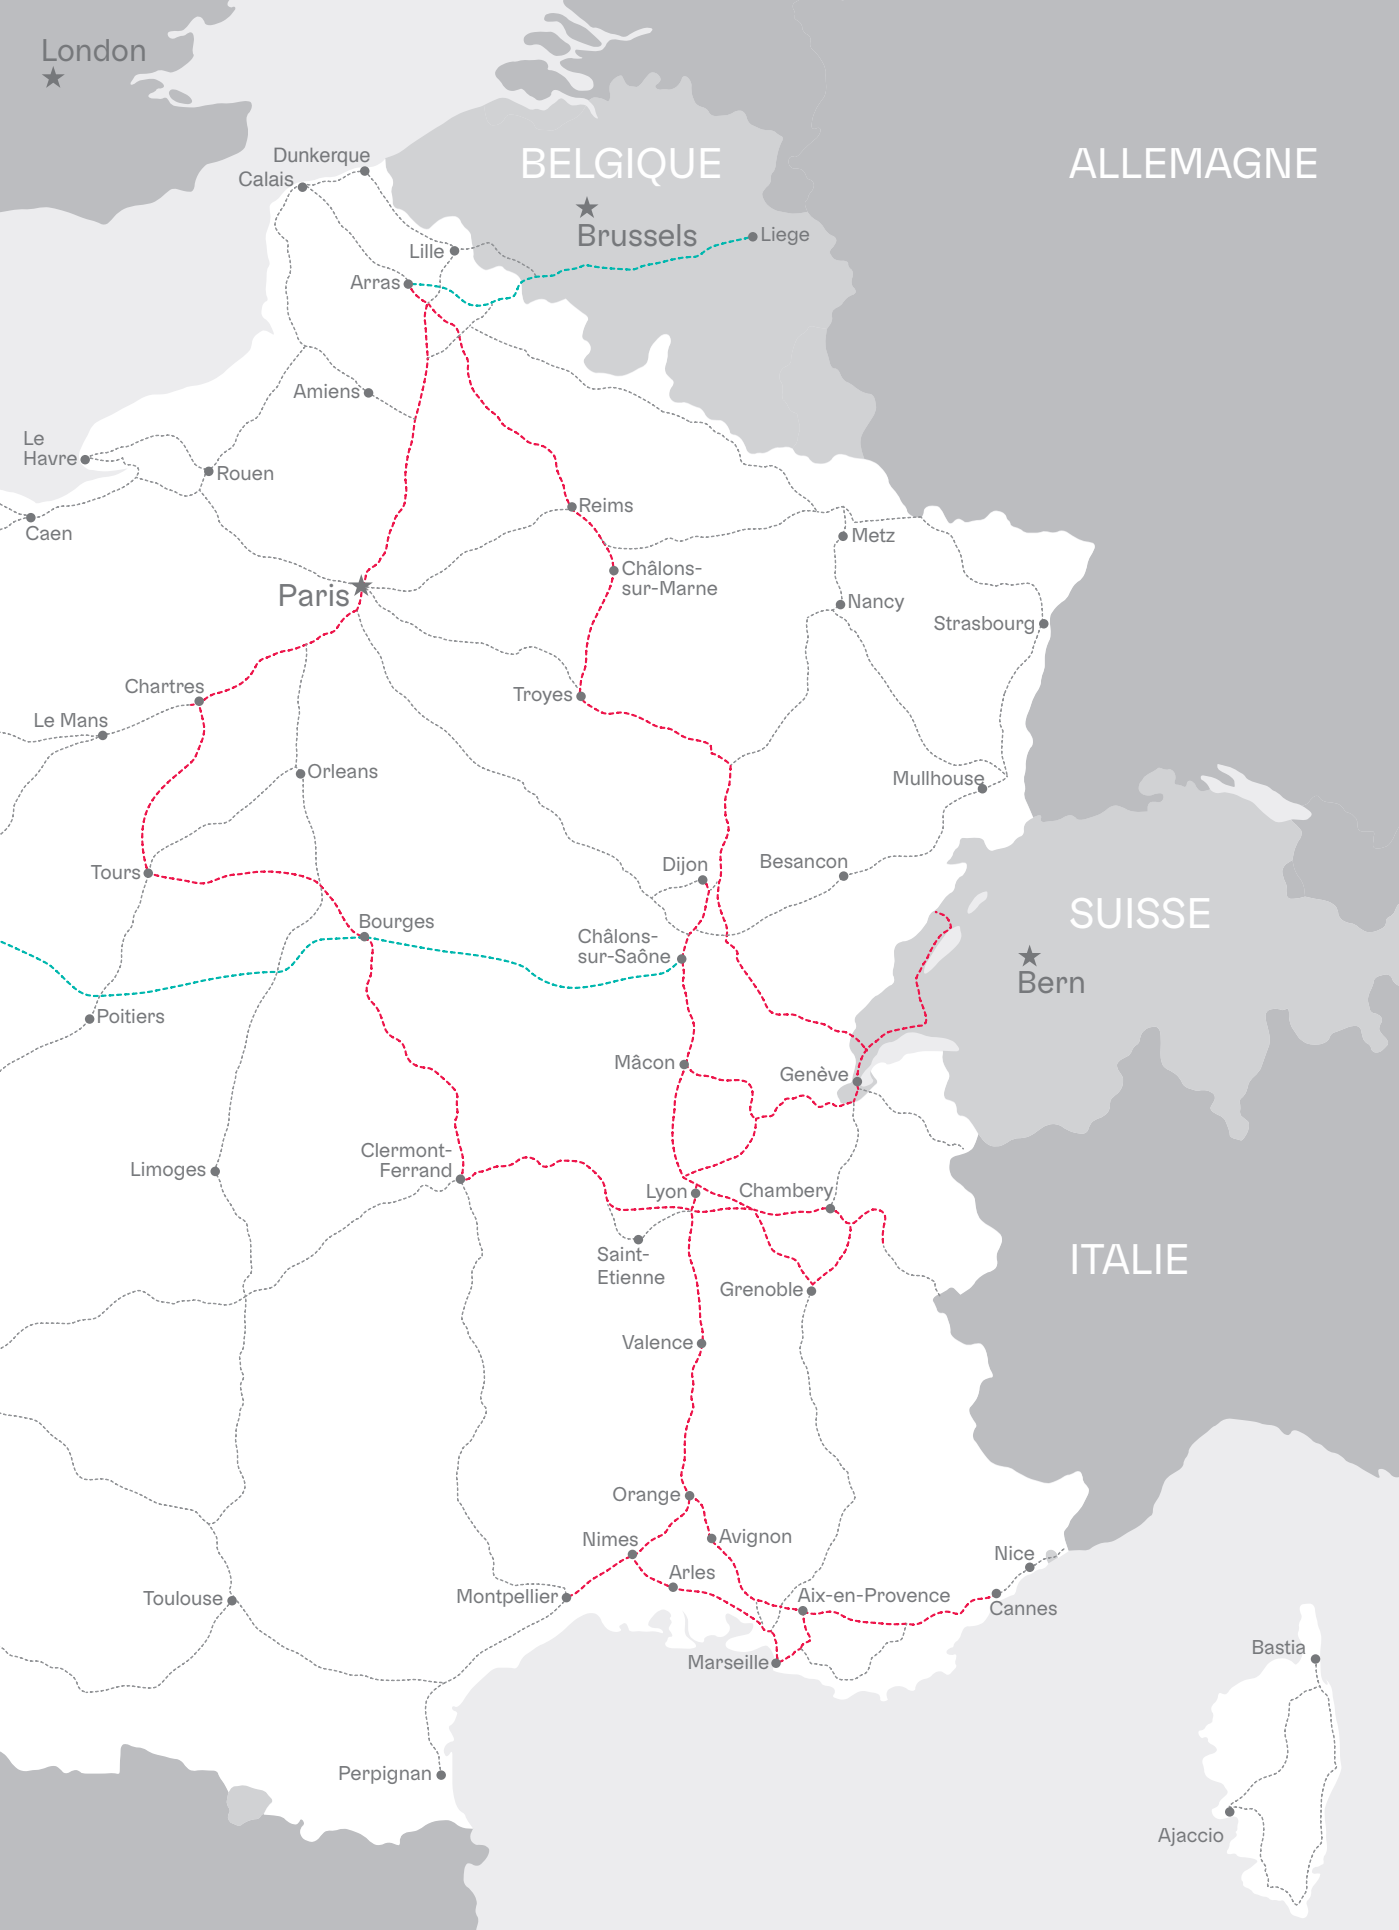 London
Dunkerque
Calais
BELGIQUE
ALLEMAGNE
Brussels
Liege
Lille
Arras
Amiens
Le
Havre
Rouen
Caen
Reims
Metz
Châlons-
sur-Marne
Paris
Nancy
Strasbourg
Chartres
Troyes
Le Mans
Orleans
Mullhouse
Tours
Dijon
Besancon
Bourges
SUISSE
Châlons-
sur-Saône
Bern
Poitiers
Mâcon
Genève
Clermont-
Ferrand
Limoges
Lyon
Chambery
Saint-
Etienne
ITALIE
Grenoble
Valence
Orange
Avignon
Nimes
Nice
Arles
Montpellier
Toulouse
Aix-en-Provence
Cannes
Marseille
Bastia
Perpignan
Ajaccio